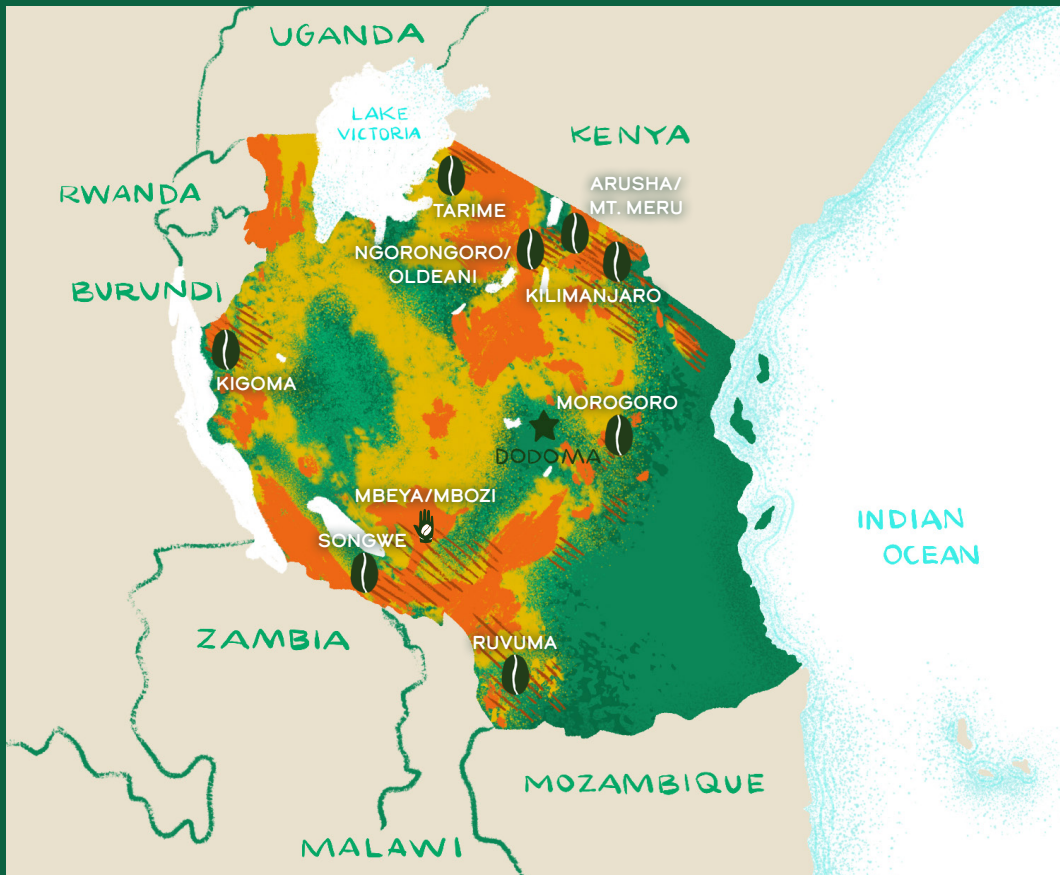 UGANDA
LAKE
VICTORIA
KENYA
RWANDA
ARUSHA/
MT. MERU
TARIME
NGORONGORO/
OLDEANI
BURUNDI
KILIMANJARO
KIGOMA
MOROGORO
DODOMA
MBEYA/MBOZI
SONGWE
INDIAN
OCEAN
ZAMBIA
RUVUMA
MOZAMBIQUE
MALAWI